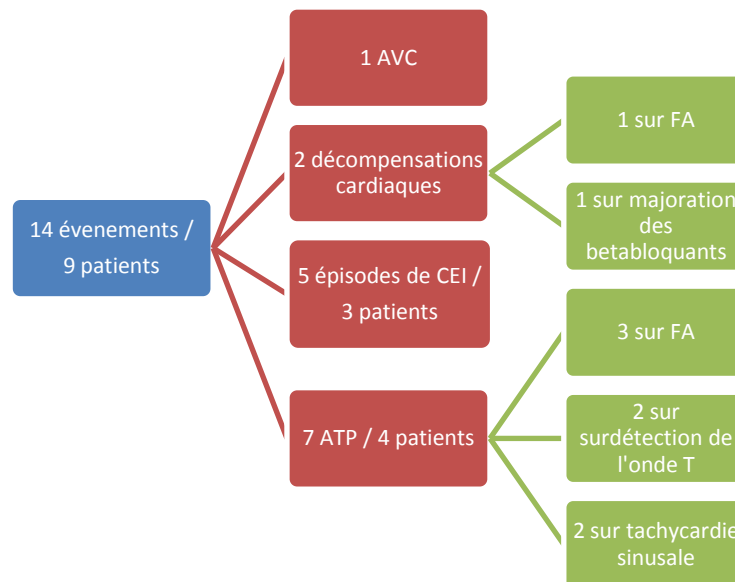 14 évenements /
9 patients
1 AVC
2 décompensations
cardiaques
5 épisodes de CEI /
3 patients
7 ATP / 4 patients
1 sur FA
1 sur majoration
des
betabloquants
3 sur FA
2 sur
surdétection de
l'onde T
2 sur tachycardie
sinusale